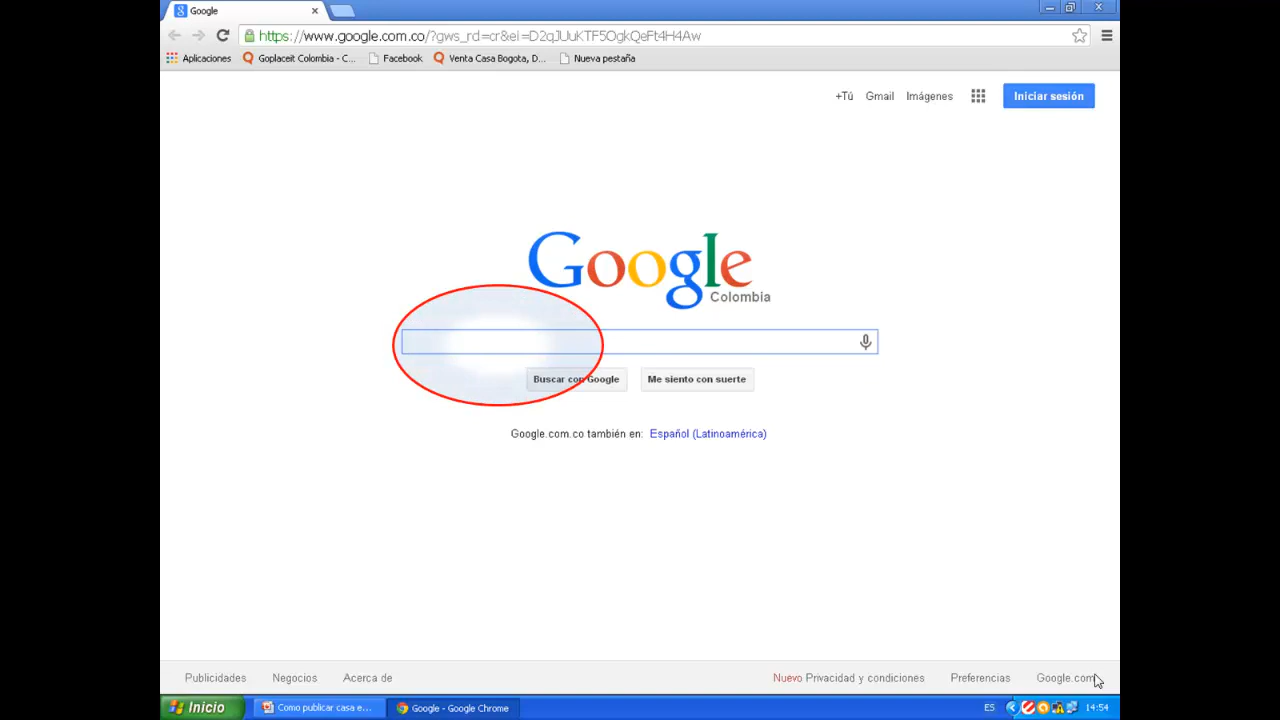 Google
https://www.google.com.co/?gws_rd=cr&ei=D2qJUuKTF5OgkQeFt4H4Aw
Aplicaciones Goplaceit Colombia - C... Facebook Venta Casa Bogota, D... Nueva pestaña
+Tú Gmail Imágenes Iniciar sesión
Google
Colombia
Buscar con Google Me siento con suerte
Google.com.co también en: Español (Latinoamérica)
Publicidades Negocios Acerca de Nuevo Privacidad y condiciones Preferencias Google.com
Inicio Como publicar casa e... Google - Google Chrome ES 14:54